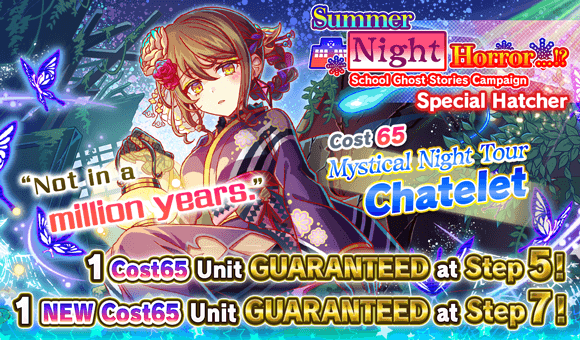 Summer
Night Horror...!?
School Ghost Stories Campaign
Special Hatcher
Cost 65
Mystical Night Tour
Chatelet
"Not in a
million years."
1 Cost65 Unit GUARANTEED at Step 5!
1 NEW Cost65 Unit GUARANTEED at Step 7!